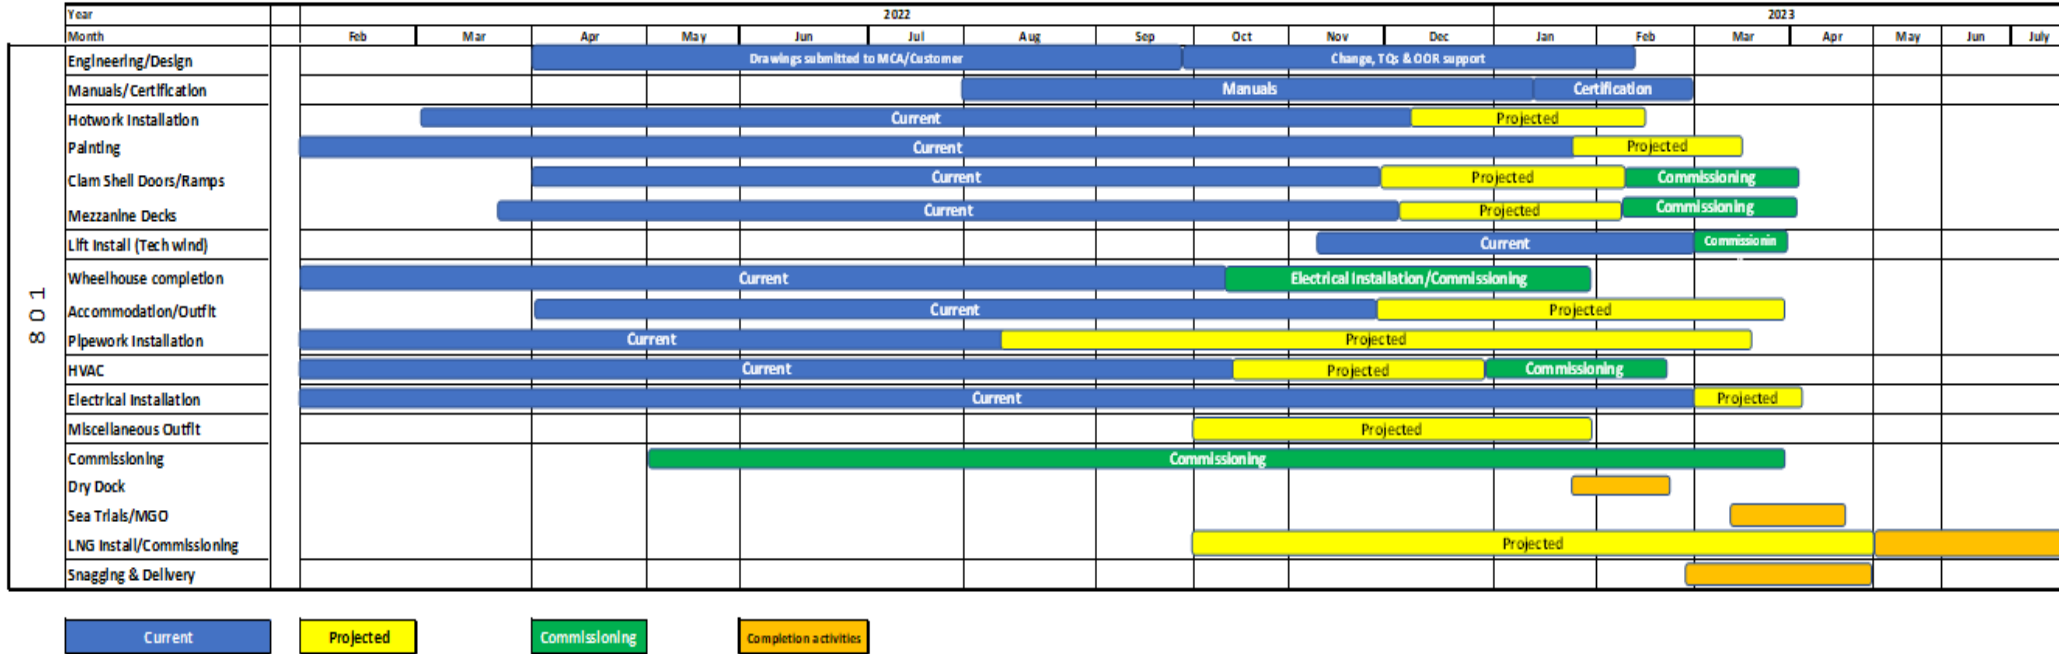 Year 2022 2023
Month Feb Mar Apr May Jun Jul Aug Sep Oct Nov Dec Jan Feb Mar Apr May Jun July
801
Engineering/Design Drawings submitted to MCA/Customer Change, TQs & OOR support
Manuals/Certification Manuals Certification
Hotwork Installation Current Projected
Painting Current Projected
Clam Shell Doors/Ramps Current Projected Commissioning
Mezzanine Decks Current Projected Commissioning
Lift Install (Tech wind) Current Commissionin
Wheelhouse completion Current Electrical Installation/Commissioning
Accommodation/Outfit Current Projected
Pipework Installation Current Projected
HVAC Current Projected Commissioning
Electrical Installation Current Projected
Miscellaneous Outfit Projected
Commissioning Commissioning
Dry Dock
Sea Trials/MGO
LNG Install/Commissioning Projected
Snagging & Delivery
Current Projected Commissioning Completion activities